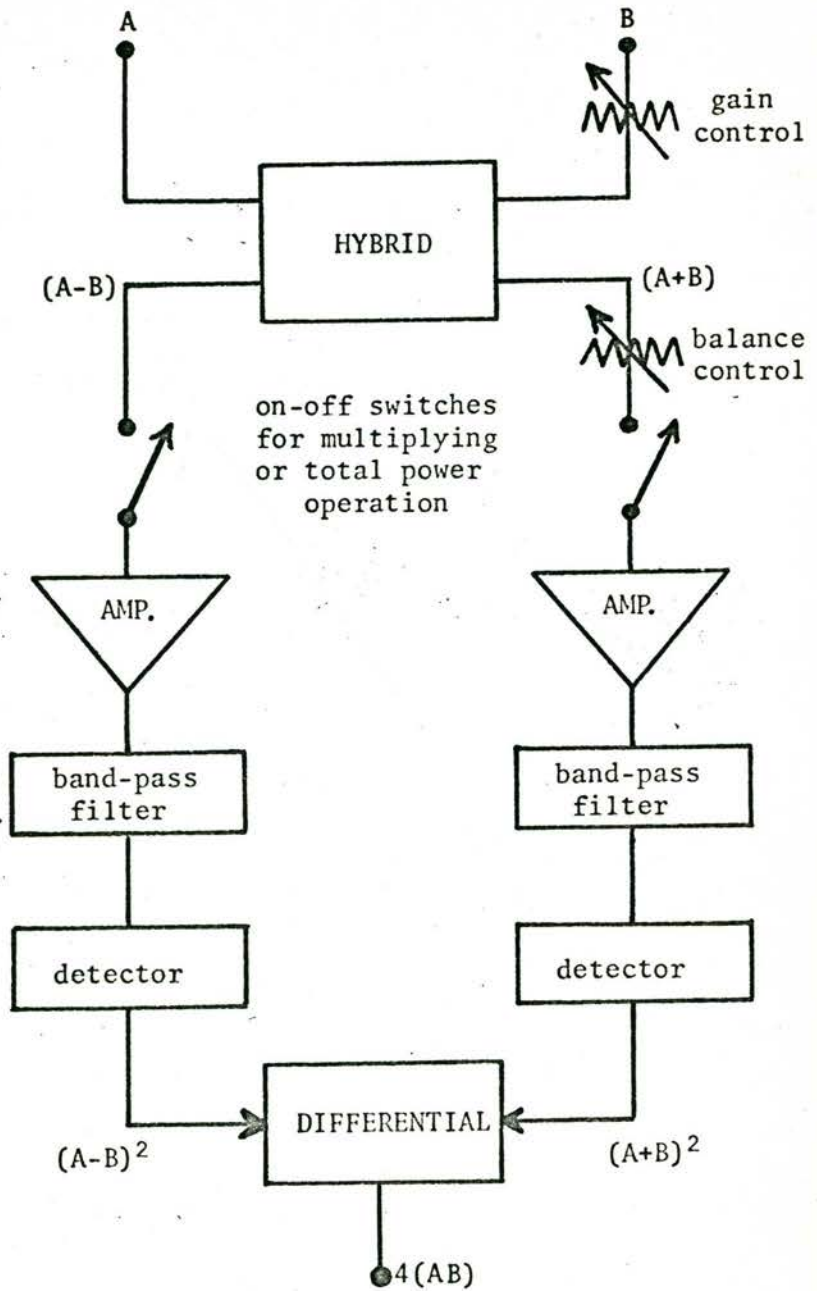 A
B
gain
control
HYBRID
(A-B)
(A+B)
balance
control
on-off switches
for multiplying
or total power
operation
AMP.
AMP.
band-pass
filter
band-pass
filter
detector
detector
DIFFERENTIAL
(A-B)²
(A+B)²
4(AB)